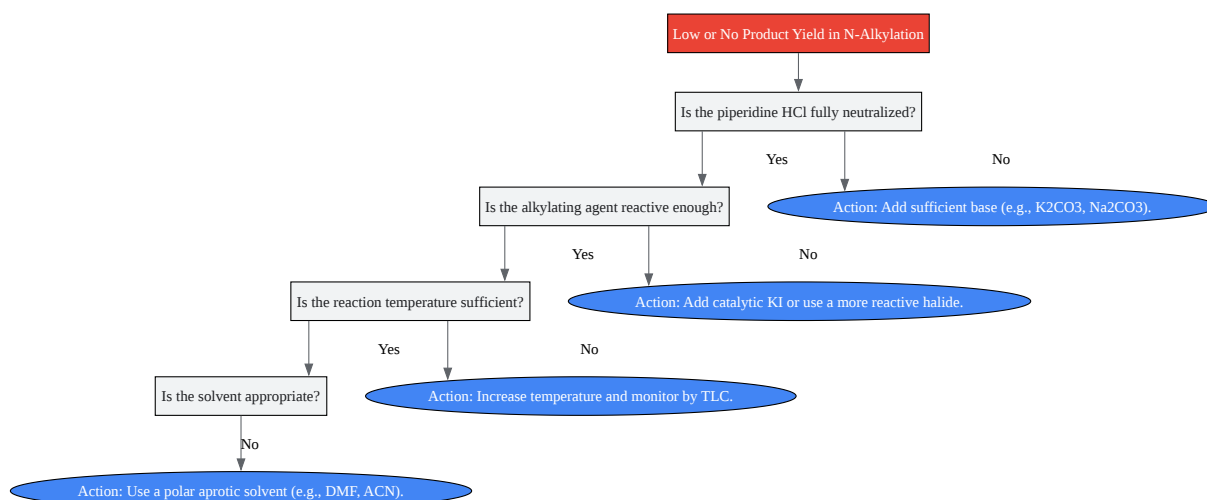 Low or No Product Yield in N-Alkylation
Is the piperidine HCl fully neutralized?
Yes
No
Is the alkylating agent reactive enough?
Action: Add sufficient base (e.g., K2CO3, Na2CO3).
Yes
No
Is the reaction temperature sufficient?
Action: Add catalytic KI or use a more reactive halide.
Yes
No
Is the solvent appropriate?
Action: Increase temperature and monitor by TLC.
No
Action: Use a polar aprotic solvent (e.g., DMF, ACN).